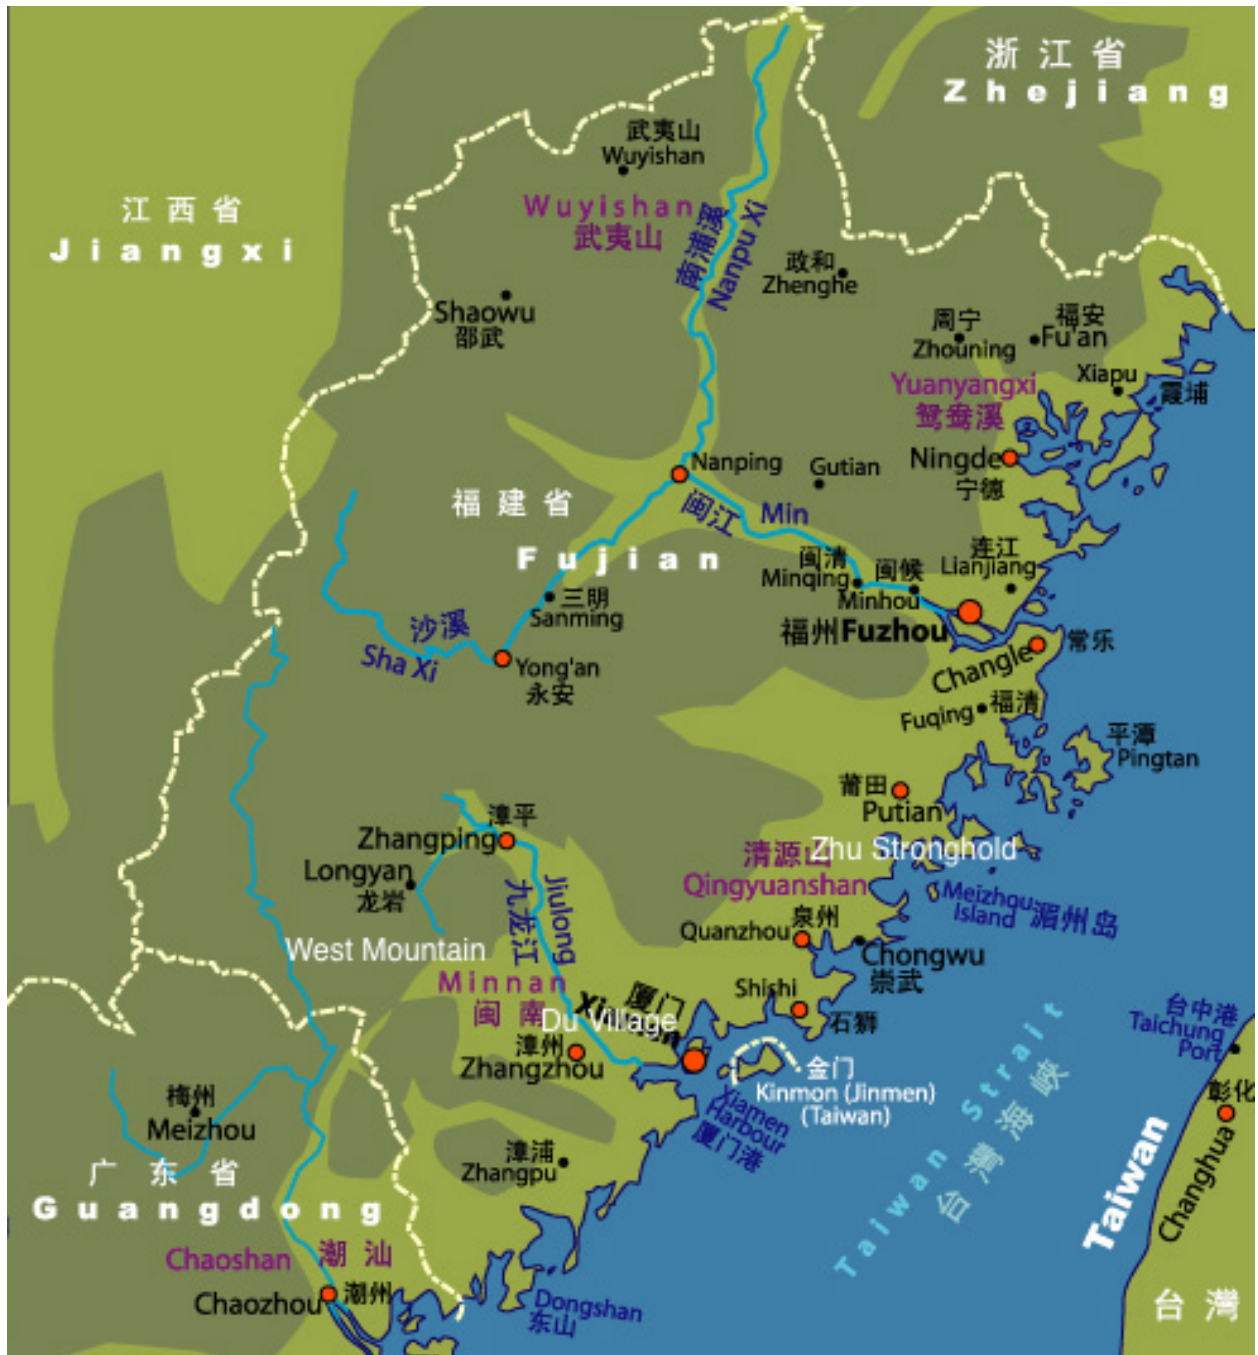 浙江省
Zhejiang
武夷山
Wuyishan
江西省
Jiangxi
Wuyishan
武夷山
南浦溪
Nanpu Xi
政和
Zhenghe
Shaowu
邵武
周宁
Zhouning
福安
Fu'an
Xiapu
霞埔
Yuanyangxi
鸳鸯溪
Nanping
Gutian
Ningde
宁德
福建省
Fujian
闽江
Min
闽清
Minqing
闽候
Minhou
连江
Lianjiang
三明
Sanming
沙溪
Sha Xi
福州Fuzhou
Changle
常乐
Yong'an
永安
Fuqing
福清
平潭
Pingtan
莆田
Putian
漳平
Zhangping
Zhu Stronghold
清源山
Qingyuanshan
Longyan
龙岩
Jiulong
九龙江
Meizhou
Island
湄州岛
泉州
Quanzhou
Chongwu
崇武
West Mountain
Minnan
闽南
Shishi
石狮
厦门
Du Village
漳州
Zhangzhou
台中港
Taichung
Port
金门
Kinmon (Jinmen)
(Taiwan)
Xiamen
Harbour
厦门港
Taiwan Strait
台灣海峡
彰化
Changhua
梅州
Meizhou
漳浦
Zhangpu
广东省
Guangdong
Taiwan
台灣
Chaoshan 潮汕
Chaozhou
潮州
Dongshan
东山